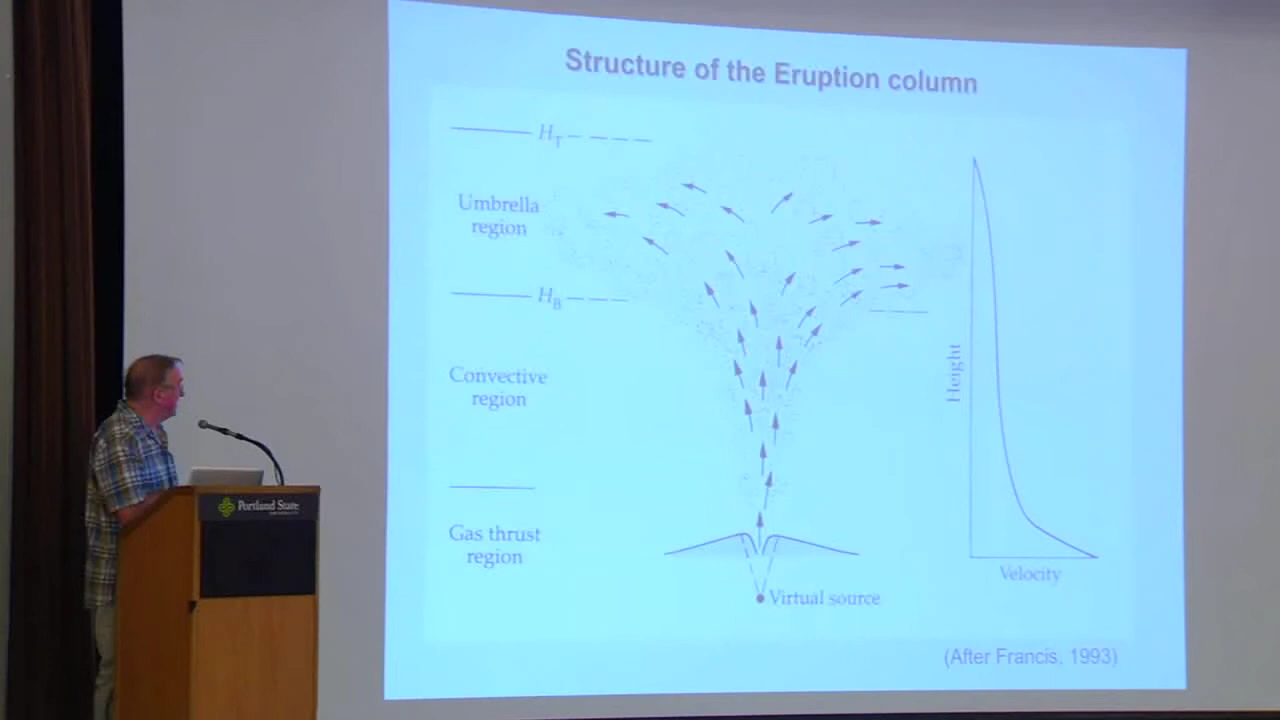 Structure of the Eruption column
H_T
Umbrella
region
H_B
Convective
region
Gas thrust
region
Virtual source
Height
Velocity
(After Francis, 1993)
Portland State